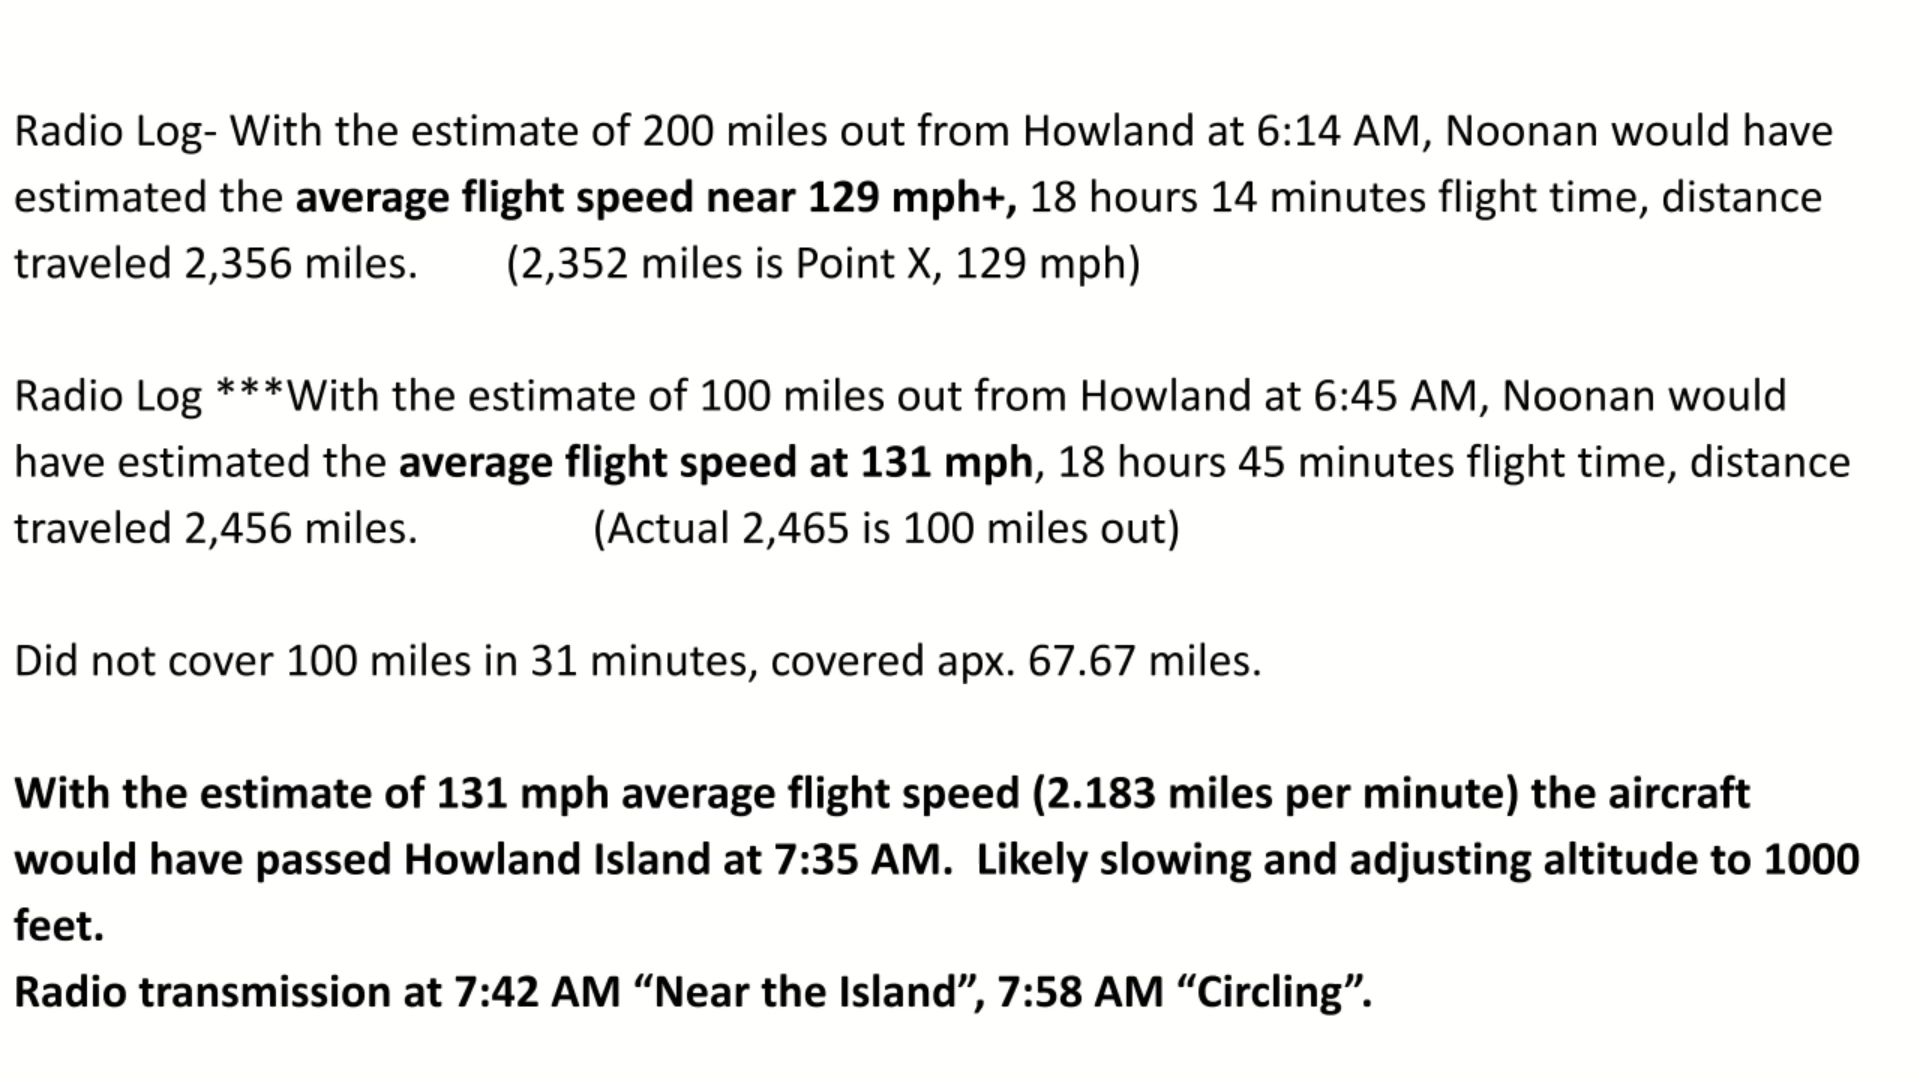 Radio Log- With the estimate of 200 miles out from Howland at 6:14 AM, Noonan would have
estimated the average flight speed near 129 mph+, 18 hours 14 minutes flight time, distance
traveled 2,356 miles. (2,352 miles is Point X, 129 mph)
Radio Log ***With the estimate of 100 miles out from Howland at 6:45 AM, Noonan would
have estimated the average flight speed at 131 mph, 18 hours 45 minutes flight time, distance
traveled 2,456 miles. (Actual 2,465 is 100 miles out)
Did not cover 100 miles in 31 minutes, covered apx. 67.67 miles.
With the estimate of 131 mph average flight speed (2.183 miles per minute) the aircraft
would have passed Howland Island at 7:35 AM. Likely slowing and adjusting altitude to 1000
feet.
Radio transmission at 7:42 AM “Near the Island”, 7:58 AM “Circling”.